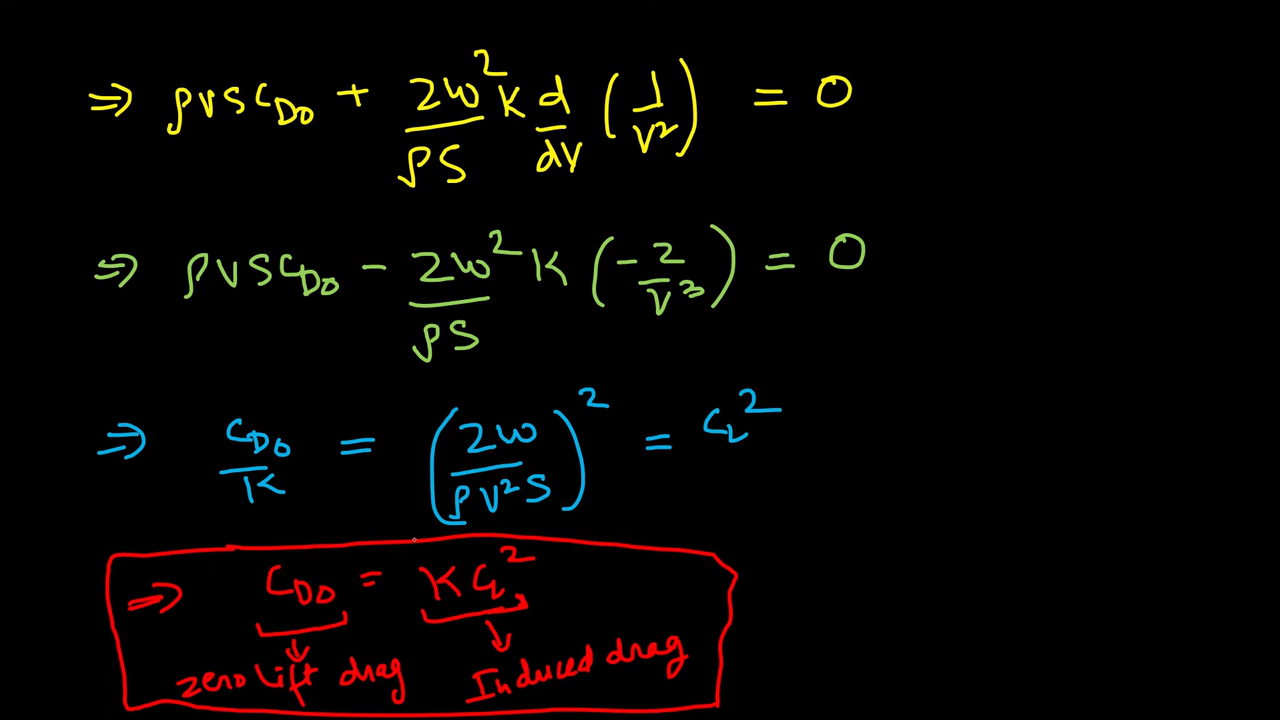 ⇒ ρVSC_D0 + 2W²/ρS K d/dV (1/V²) = 0
⇒ ρVSC_D0 - 2W²/ρS K (-2/V³) = 0
⇒ C_D0/K = (2W/ρV²S)² = C_L²
⇒ C_D0 = KC_L²
↓ ↓
zero lift drag Induced drag